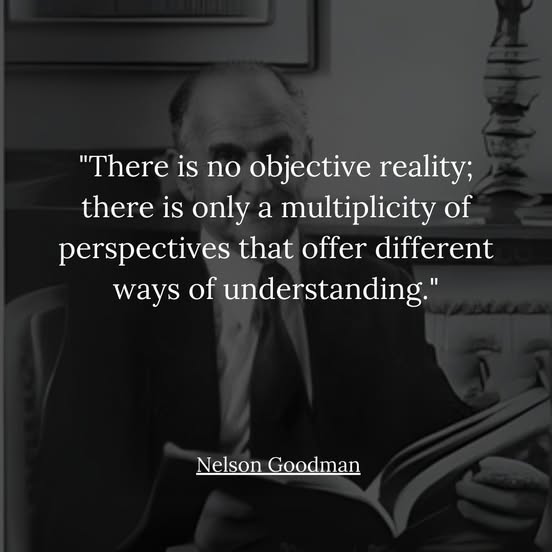 "There is no objective reality;
there is only a multiplicity of
perspectives that offer different
ways of understanding."
Nelson Goodman